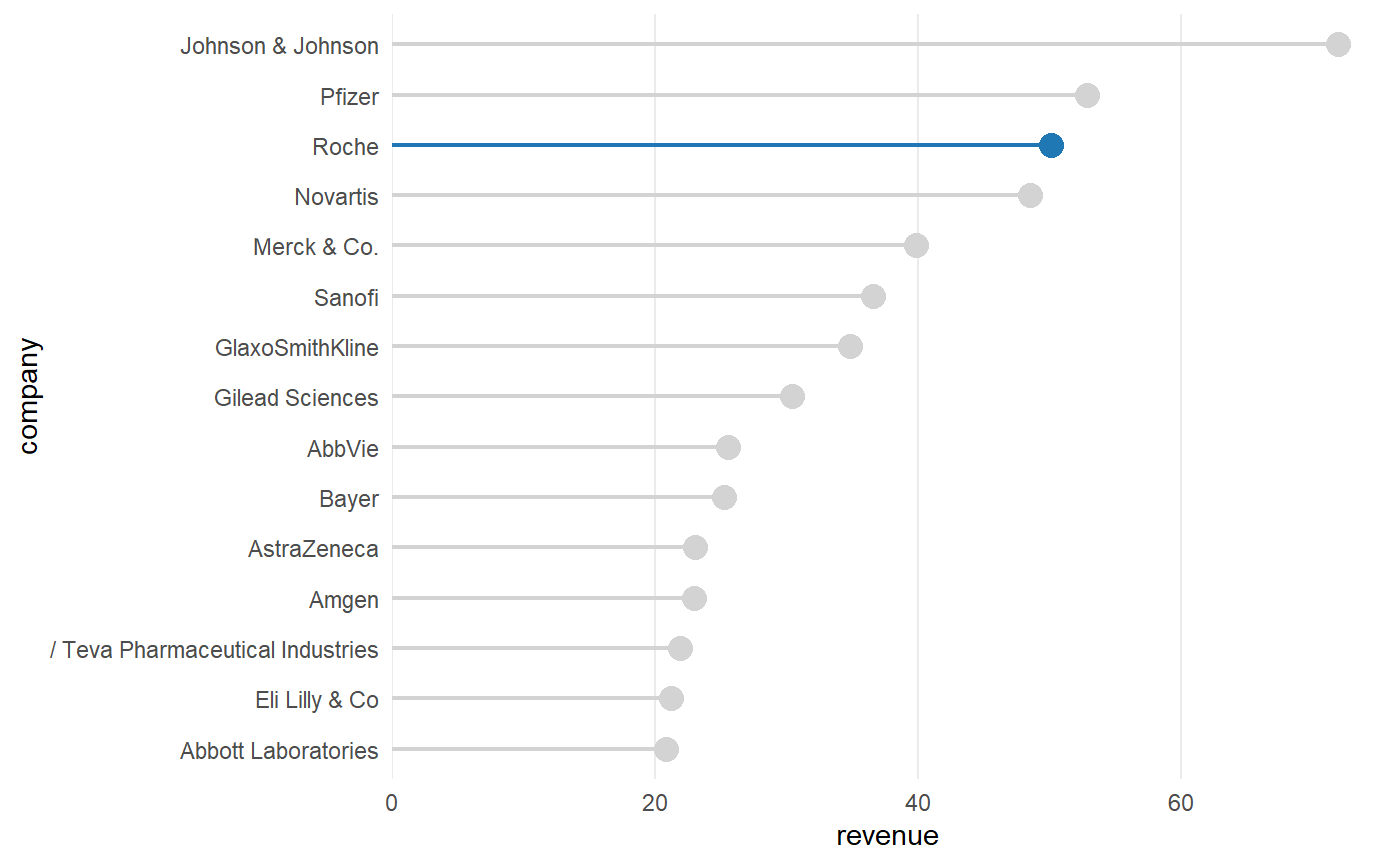 Johnson & Johnson
Pfizer
Roche
Novartis
Merck & Co.
Sanofi
GlaxoSmithKline
Gilead Sciences
AbbVie
Bayer
AstraZeneca
Amgen
/ Teva Pharmaceutical Industries
Eli Lilly & Co
Abbott Laboratories
company
0 20 40 60
revenue